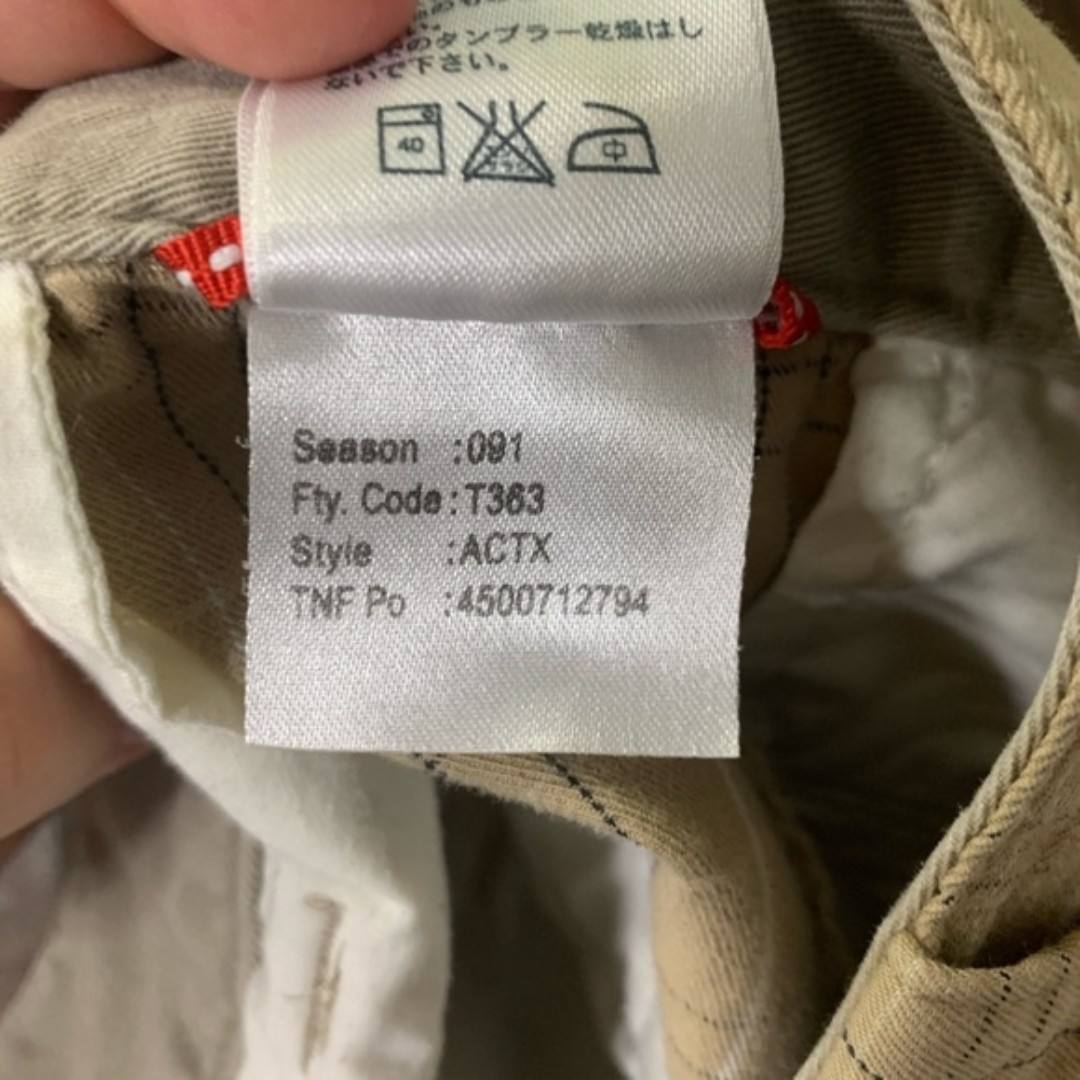 のタンブラー乾燥はし
ないで下さい。
40 中
Season :091
Fty. Code:T363
Style :ACTX
TNF Po :4500712794